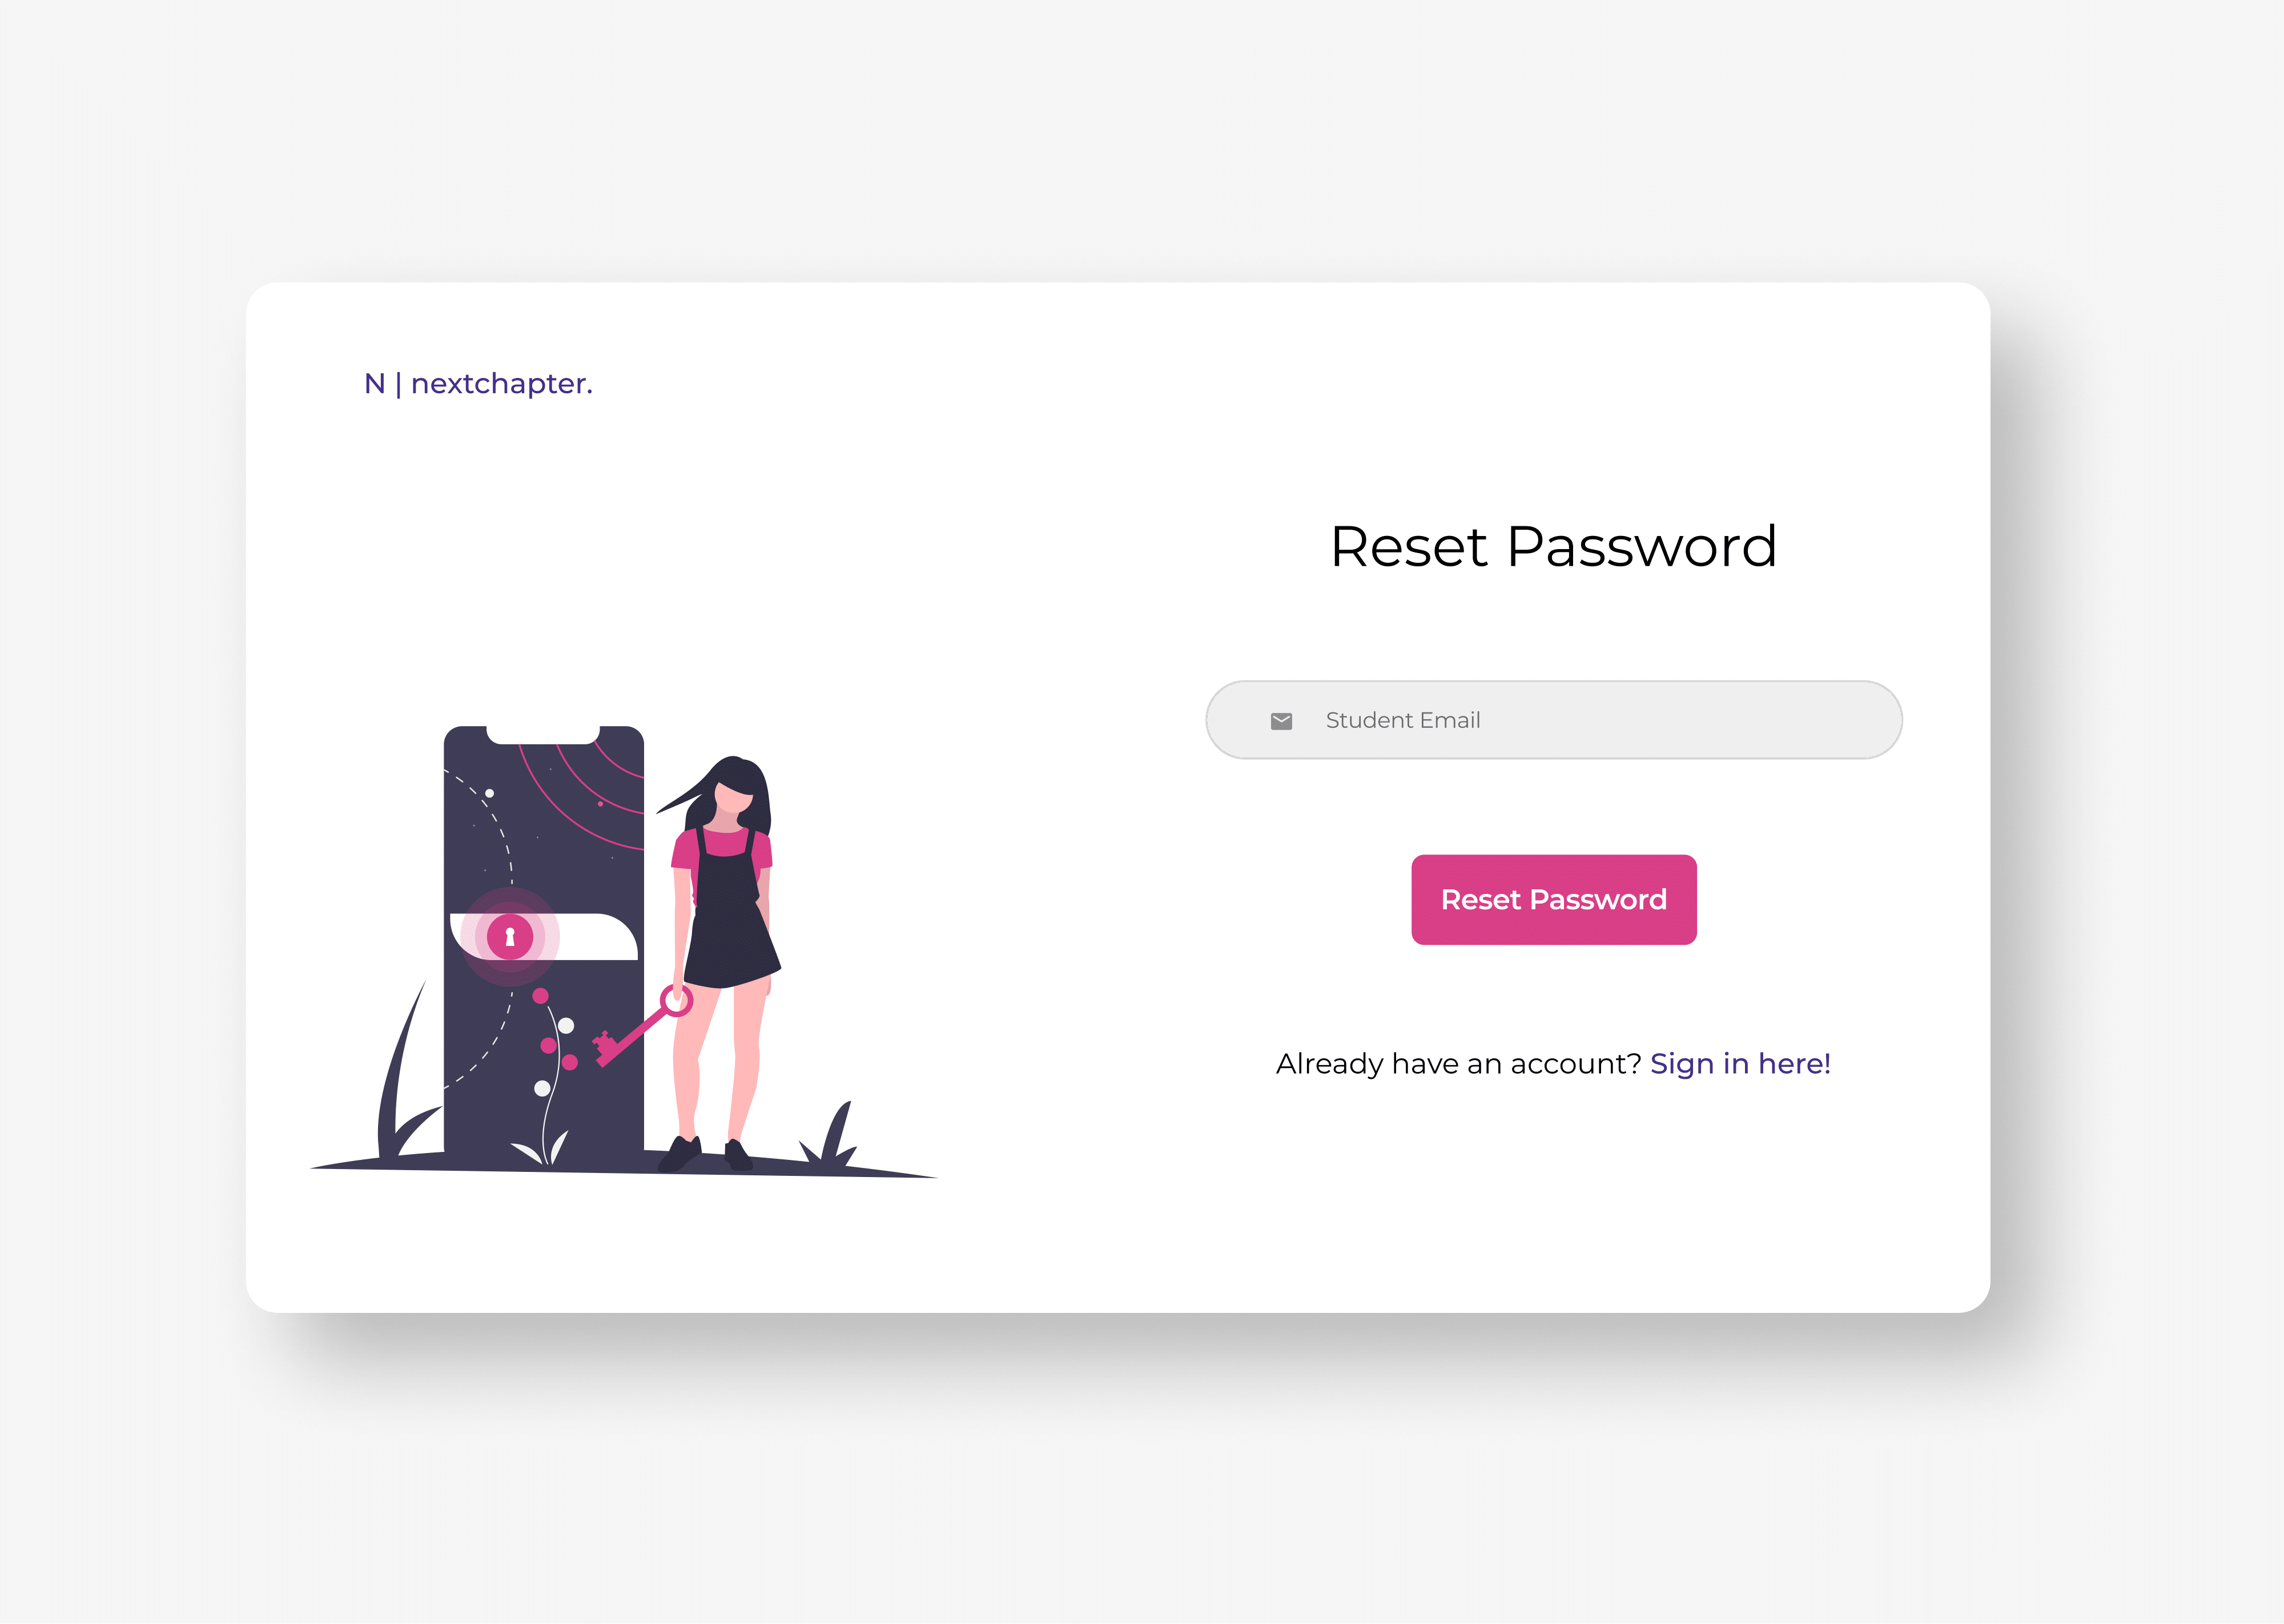 N | nextchapter.
Reset Password
Student Email
Reset Password
Already have an account? Sign in here!